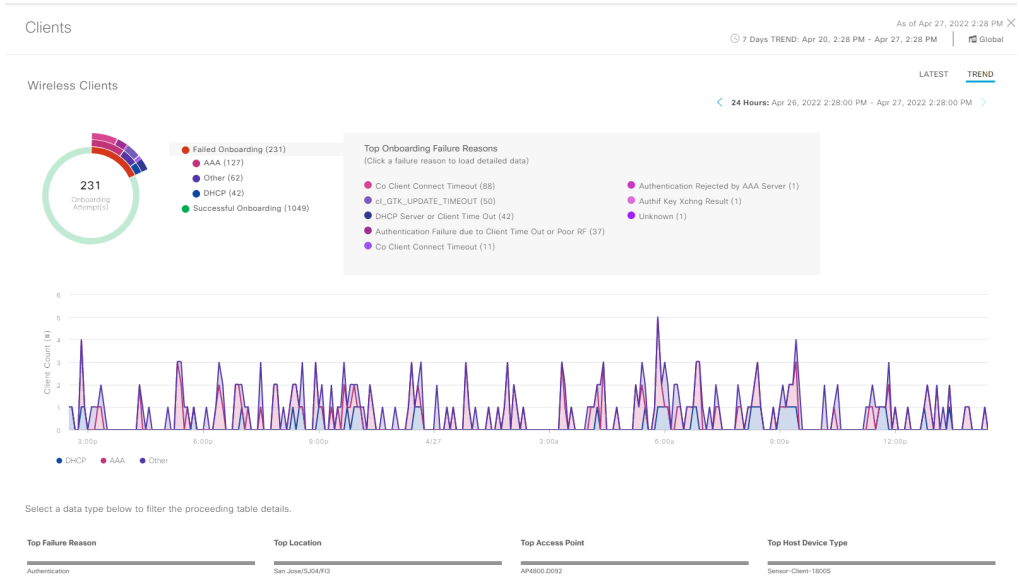 Clients
As of Apr 27, 2022 2:28 PM
7 Days TREND: Apr 20, 2:28 PM - Apr 27, 2:28 PM
Global
LATEST
TREND
Wireless Clients
24 Hours: Apr 26, 2022 2:28:00 PM - Apr 27, 2022 2:28:00 PM
231
Onboarding
Attempt(s)
Failed Onboarding (231)
AAA (127)
Other (62)
DHCP (42)
Successful Onboarding (1049)
Top Onboarding Failure Reasons
(Click a failure reason to load detailed data)
Co Client Connect Timeout (88)
cl_GTK_UPDATE_TIMEOUT (50)
DHCP Server or Client Time Out (42)
Authentication Failure due to Client Time Out or Poor RF (37)
Co Client Connect Timeout (11)
Authentication Rejected by AAA Server (1)
Authif Key Xchng Result (1)
Unknown (1)
Client Count (#)
6
5
4
3
2
1
0
3:00p
6:00p
9:00p
4/27
3:00a
6:00a
9:00a
12:00p
DHCP
AAA
Other
Select a data type below to filter the proceeding table details.
Top Failure Reason
Top Location
Top Access Point
Top Host Device Type
Authentication
San Jose/SJ04/Fl3
AP4800.D092
Sensor-Client-1800S